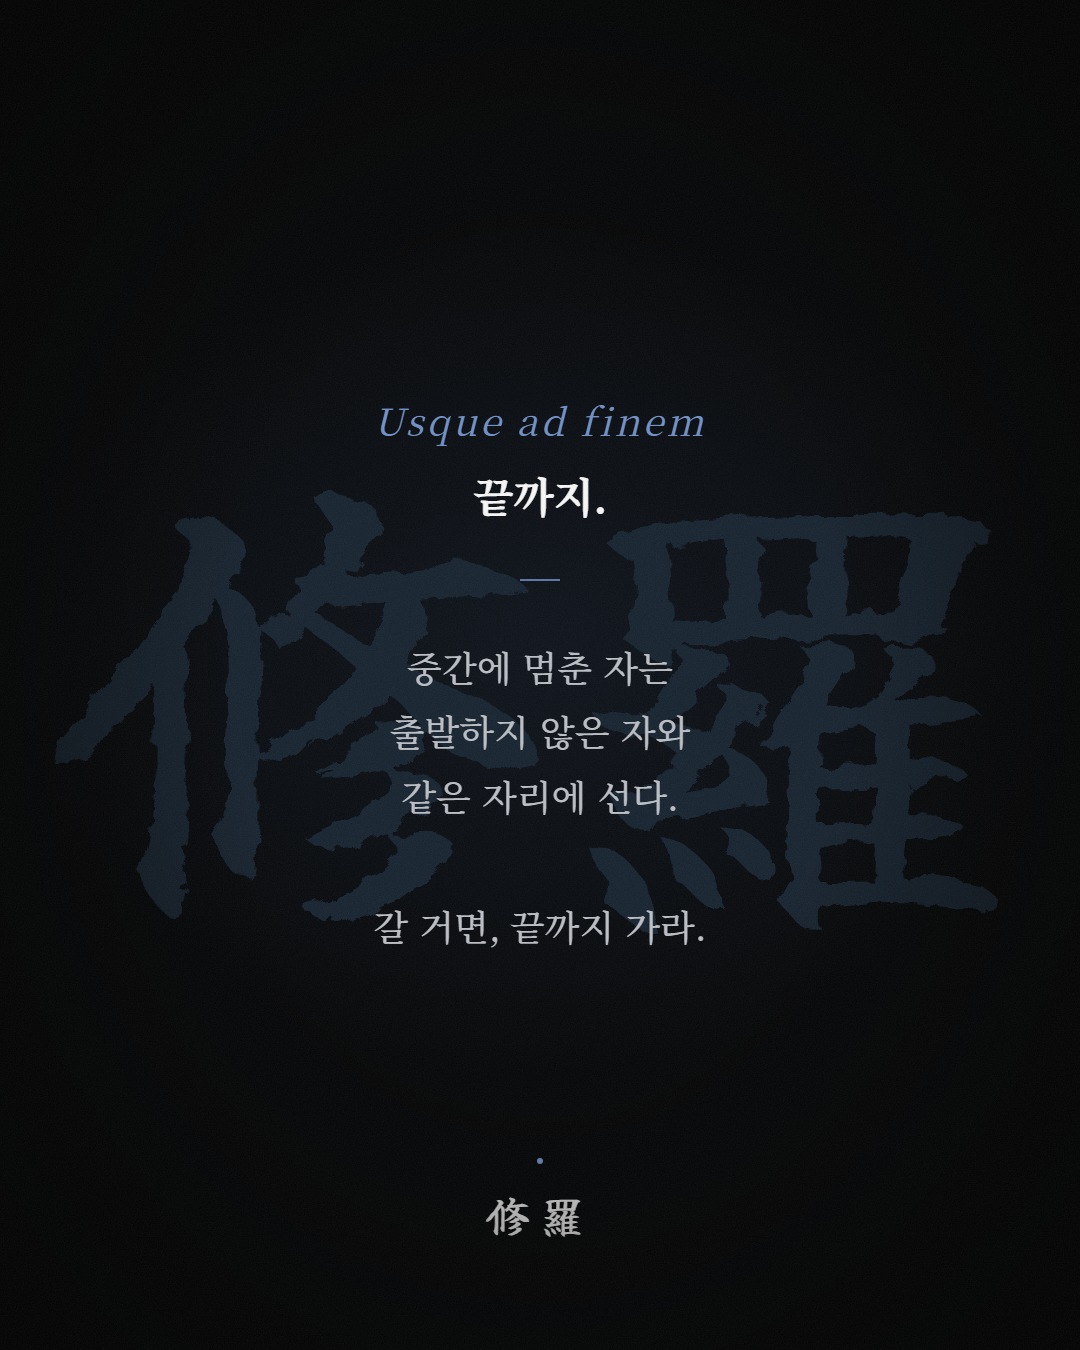 Usque ad finem
끝까지.
修羅
중간에 멈춘 자는
출발하지 않은 자와
같은 자리에 선다.
갈 거면, 끝까지 가라.
修羅